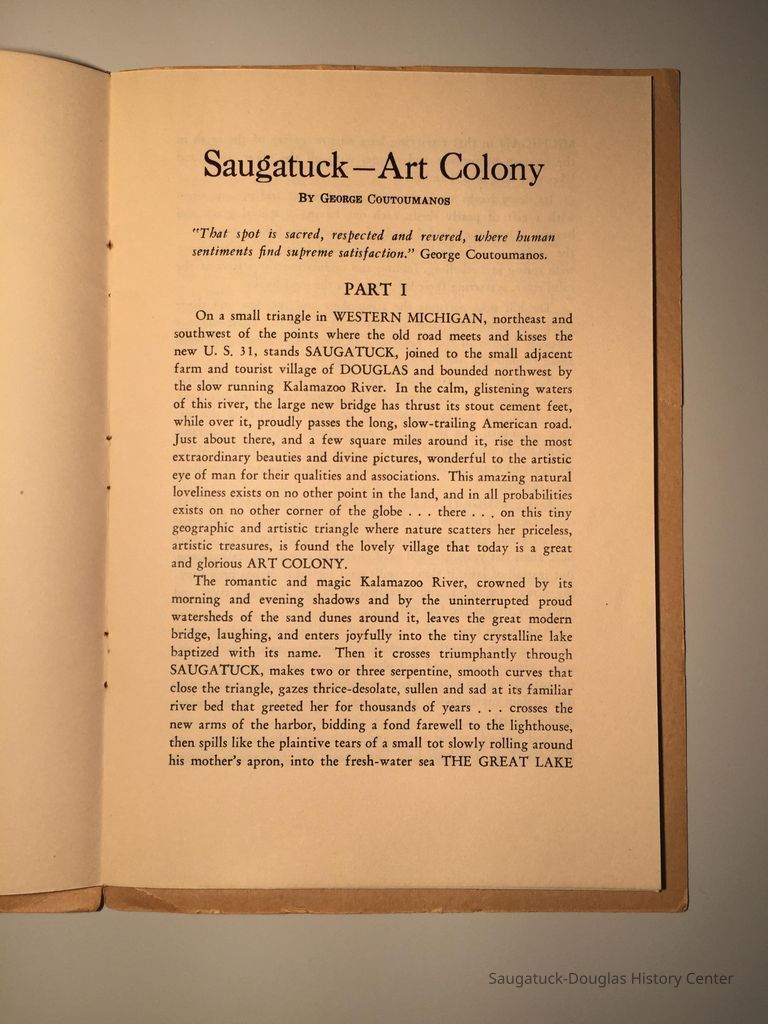 Saugatuck—Art Colony
By George Coutoumanos
"That spot is sacred, respected and revered, where human
sentiments find supreme satisfaction." George Coutoumanos.
PART I
On a small triangle in WESTERN MICHIGAN, northeast and
southwest of the points where the old road meets and kisses the
new U. S. 31, stands SAUGATUCK, joined to the small adjacent
farm and tourist village of DOUGLAS and bounded northwest by
the slow running Kalamazoo River. In the calm, glistening waters
of this river, the large new bridge has thrust its stout cement feet,
while over it, proudly passes the long, slow-trailing American road.
Just about there, and a few square miles around it, rise the most
extraordinary beauties and divine pictures, wonderful to the artistic
eye of man for their qualities and associations. This amazing natural
loveliness exists on no other point in the land, and in all probabilities
exists on no other corner of the globe . . . there . . . on this tiny
geographic and artistic triangle where nature scatters her priceless,
artistic treasures, is found the lovely village that today is a great
and glorious ART COLONY.
The romantic and magic Kalamazoo River, crowned by its
morning and evening shadows and by the uninterrupted proud
watersheds of the sand dunes around it, leaves the great modern
bridge, laughing, and enters joyfully into the tiny crystalline lake
baptized with its name. Then it crosses triumphantly through
SAUGATUCK, makes two or three serpentine, smooth curves that
close the triangle, gazes thrice-desolate, sullen and sad at its familiar
river bed that greeted her for thousands of years . . . crosses the
new arms of the harbor, bidding a fond farewell to the lighthouse,
then spills like the plaintive tears of a small tot slowly rolling around
his mother's apron, into the fresh-water sea THE GREAT LAKE
Saugatuck-Douglas History Center